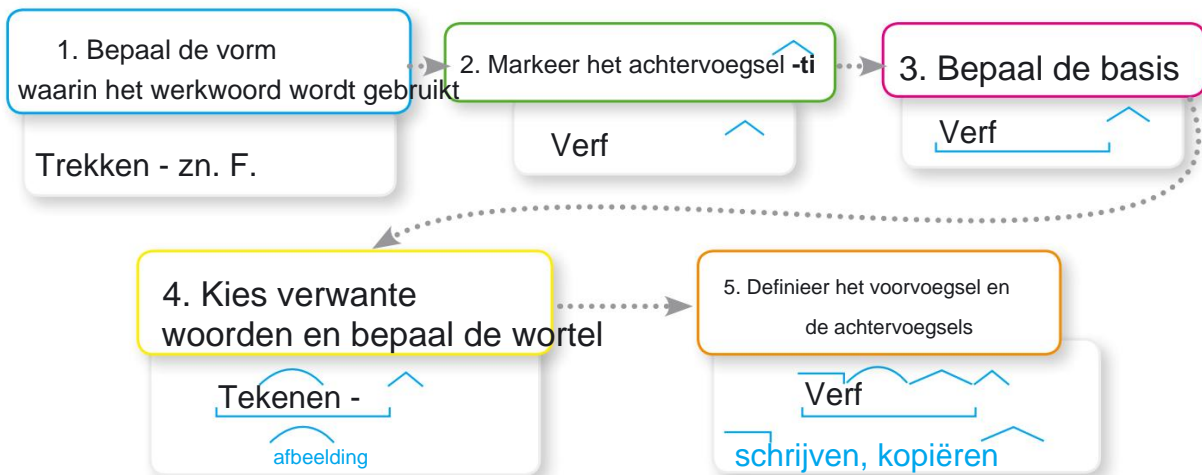 1. Bepaal de vorm
waarin het werkwoord wordt gebruikt
Trekken - zn. F.
2. Markeer het achtervoegsel -ti
Verf
3. Bepaal de basis
Verf
4. Kies verwante
woorden en bepaal de wortel
Tekenen -
afbeelding
5. Definieer het voorvoegsel en
de achtervoegsels
Verf
schrijven, kopiëren